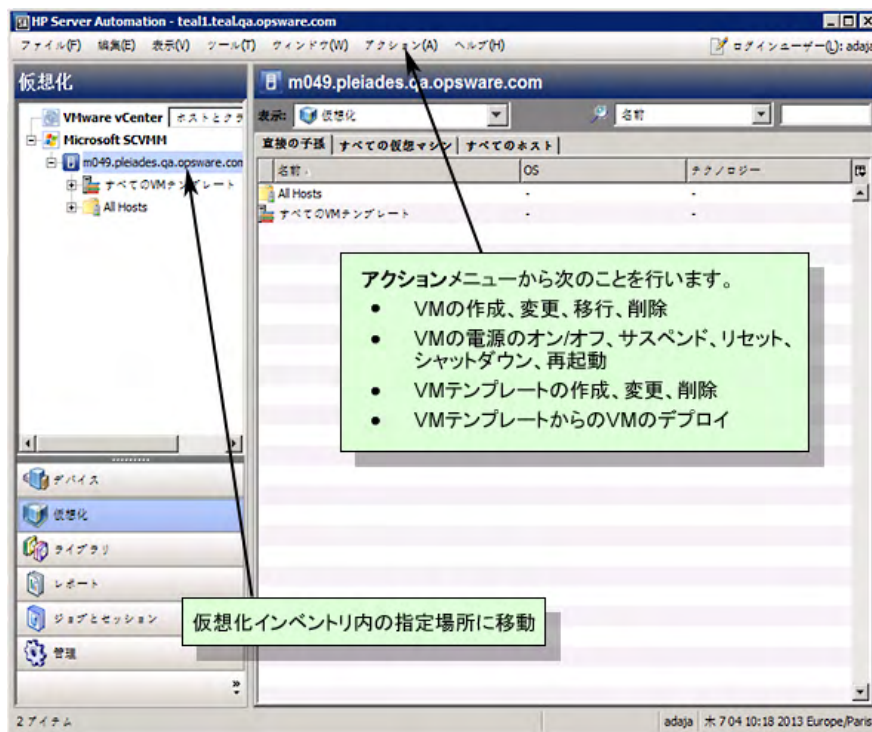 HP Server Automation - teal1.teal.qa.opsware.com
ファイル(F) 編集(E) 表示(V) ツール(T) ウィンドウ(W) アクション(A) ヘルプ(H) ログインユーザー(L): adaja
仮想化
m049.pleiades.qa.opsware.com
VMware vCenter ホストとクラ
Microsoft SCVMM
m049.pleiades.qa.opsware.com
すべてのVMテンプレート
All Hosts
表示: 仮想化 名前
直接の子孫 すべての仮想マシン すべてのホスト
名前 OS テクノロジー
All Hosts - -
すべてのVMテンプレート - -
アクションメニューから次のことを行います。
• VMの作成、変更、移行、削除
• VMの電源のオン/オフ、サスペンド、リセット、
シャットダウン、再起動
• VMテンプレートの作成、変更、削除
• VMテンプレートからのVMのデプロイ
デバイス
仮想化
ライブラリ
レポート
ジョブとセッション
管理
»
仮想化インベントリ内の指定場所に移動
2アイテム
adaja 木 7 04 10:18 2013 Europe/Paris